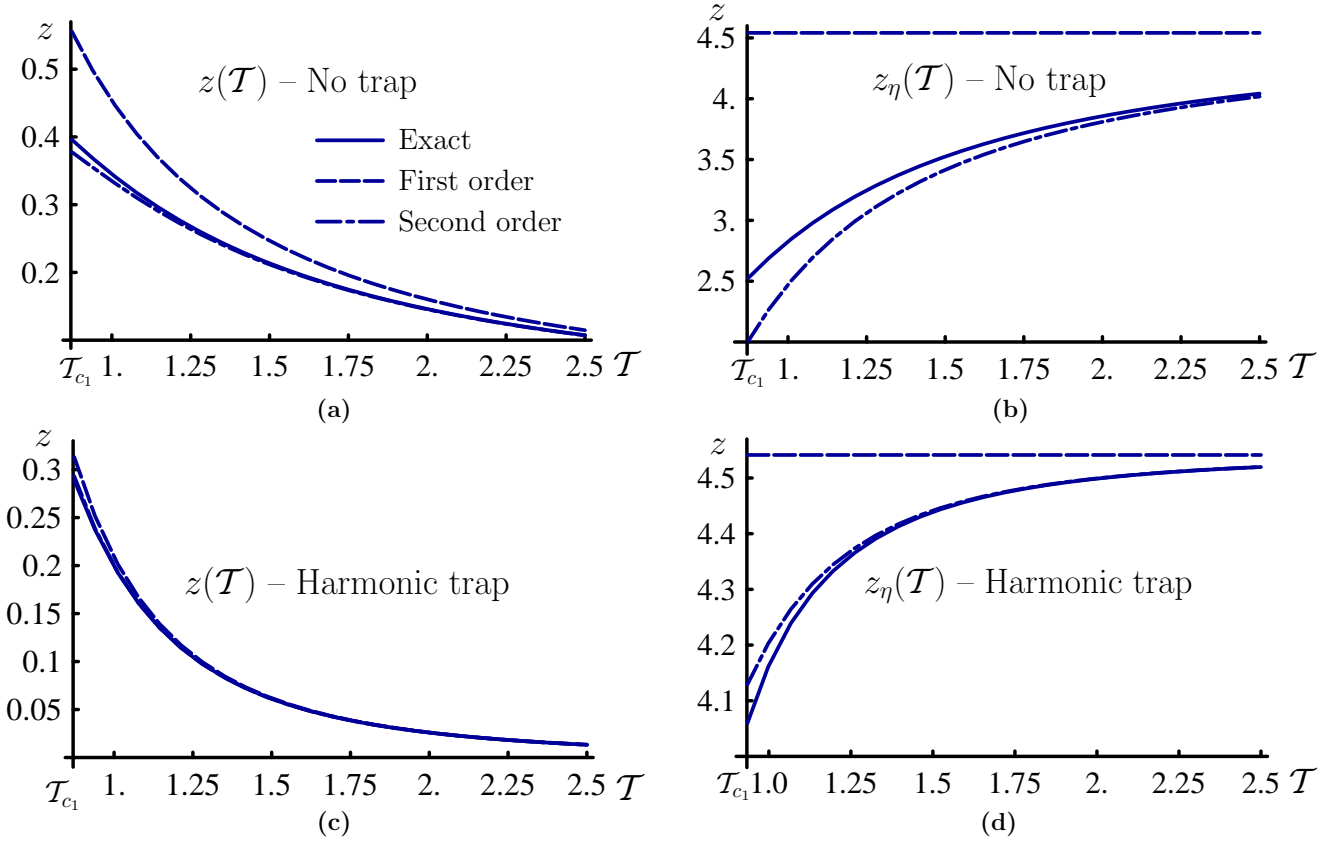 z
z(𝒯) – No trap
0.5
0.4
0.3
0.2
Exact
First order
Second order
𝒯c₁ 1. 1.25 1.5 1.75 2. 2.25 2.5 𝒯
(a)
z
4.5
4.
3.5
3.
2.5
zη(𝒯) – No trap
𝒯c₁ 1. 1.25 1.5 1.75 2. 2.25 2.5 𝒯
(b)
z
0.3
0.25
0.2
0.15
0.1
0.05
z(𝒯) – Harmonic trap
𝒯c₁ 1. 1.25 1.5 1.75 2. 2.25 2.5 𝒯
(c)
z
4.5
4.4
4.3
4.2
4.1
zη(𝒯) – Harmonic trap
𝒯c₁ 1.0 1.25 1.5 1.75 2. 2.25 2.5 𝒯
(d)